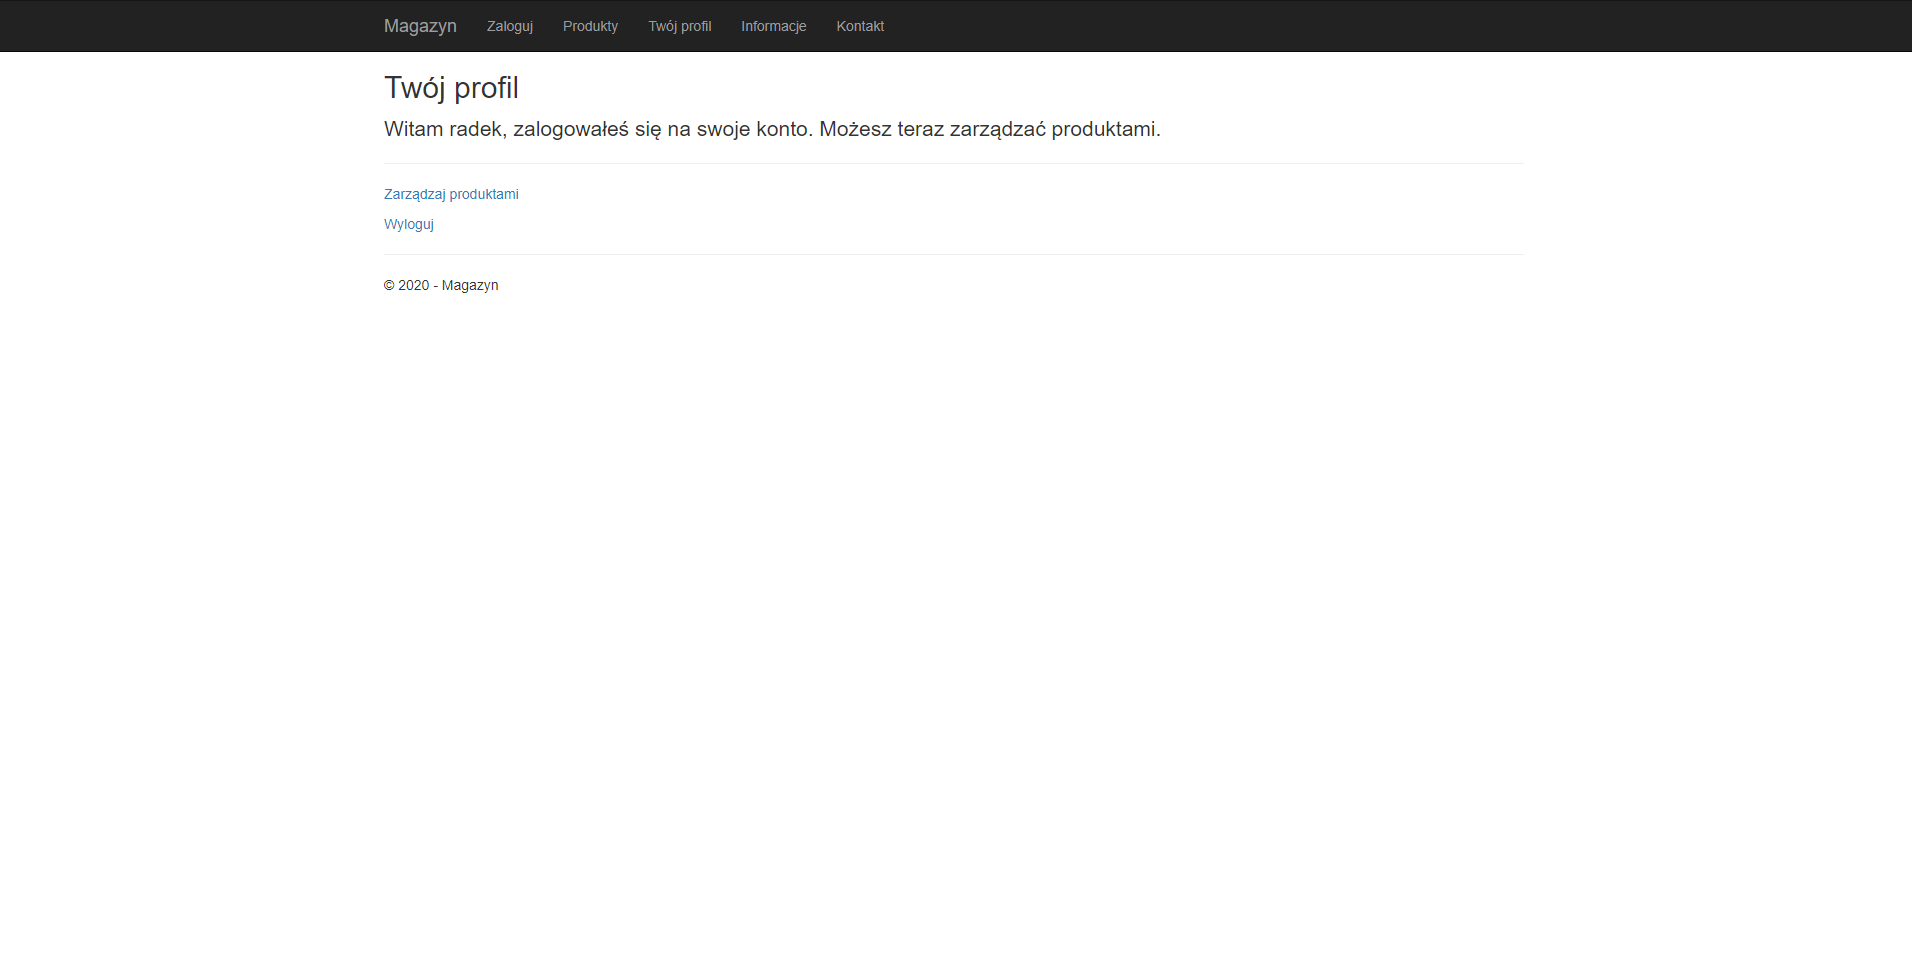 Magazyn Zaloguj Produkty Twój profil Informacje Kontakt
Twój profil
Witam radek, zalogowałeś się na swoje konto. Możesz teraz zarządzać produktami.
Zarządzaj produktami
Wyloguj
© 2020 - Magazyn